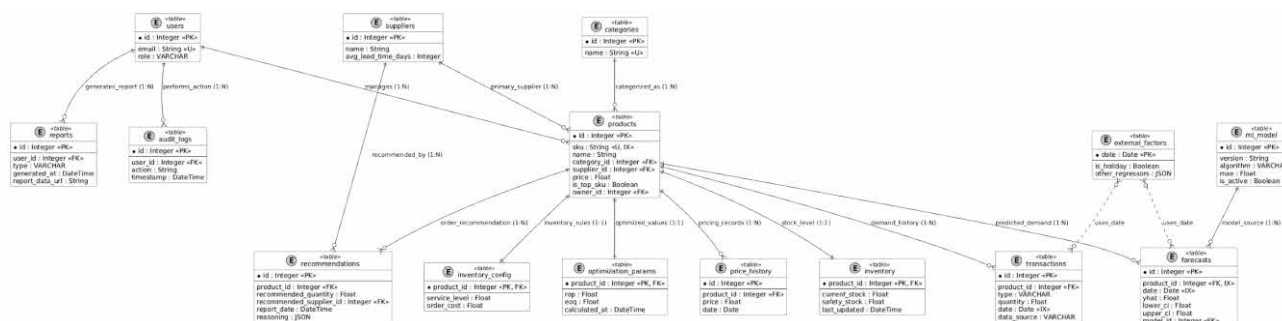 «table»
users
id : Integer «PK»
email : String «U»
role : VARCHAR
«table»
suppliers
id : Integer «PK»
name : String
avg_lead_time_days : Integer
«table»
categories
id : Integer «PK»
name : String «U»
generates_report (1:N)
performs_action (1:N)
manages (1:N)
primary_supplier (1:N)
categorized_as (1:N)
«table»
reports
id : Integer «PK»
user_id : Integer «FK»
type : VARCHAR
generated_at : DateTime
report_data_url : String
«table»
audit_logs
id : Integer «PK»
user_id : Integer «FK»
action : String
timestamp : DateTime
recommended_by (1:N)
«table»
products
id : Integer «PK»
sku : String «U, IX»
name : String
category_id : Integer «FK»
supplier_id : Integer «FK»
price : Float
is_top_sku : Boolean
owner_id : Integer «FK»
«table»
external_factors
date : Date «PK»
is_holiday : Boolean
other_regressors : JSON
«table»
ml_model
id : Integer «PK»
version : String
algorithm : VARCHAR
mae : Float
is_active : Boolean
order_recommendation (1:N)
inventory_rules (1:1)
optimized_values (1:1)
pricing_records (1:N)
stock_level (1:1)
demand_history (1:N)
uses_date
uses_date
predicted_demand (1:N)
model_source (1:N)
«table»
recommendations
id : Integer «PK»
product_id : Integer «FK»
recommended_quantity : Float
recommended_supplier_id : Integer «FK»
report_date : DateTime
reasoning : JSON
«table»
inventory_config
product_id : Integer «PK, FK»
service_level : Float
order_cost : Float
«table»
optimization_params
product_id : Integer «PK, FK»
rop : Float
eoq : Float
calculated_at : DateTime
«table»
price_history
id : Integer «PK»
product_id : Integer «FK»
price : Float
date : Date
«table»
inventory
product_id : Integer «PK, FK»
current_stock : Float
safety_stock : Float
last_updated : DateTime
«table»
transactions
id : Integer «PK»
product_id : Integer «FK»
type : VARCHAR
quantity : Float
date : Date «IX»
data_source : VARCHAR
«table»
forecasts
id : Integer «PK»
product_id : Integer «FK, IX»
date : Date «IX»
yhat : Float
lower_ci : Float
upper_ci : Float
model_id : Integer «FK»